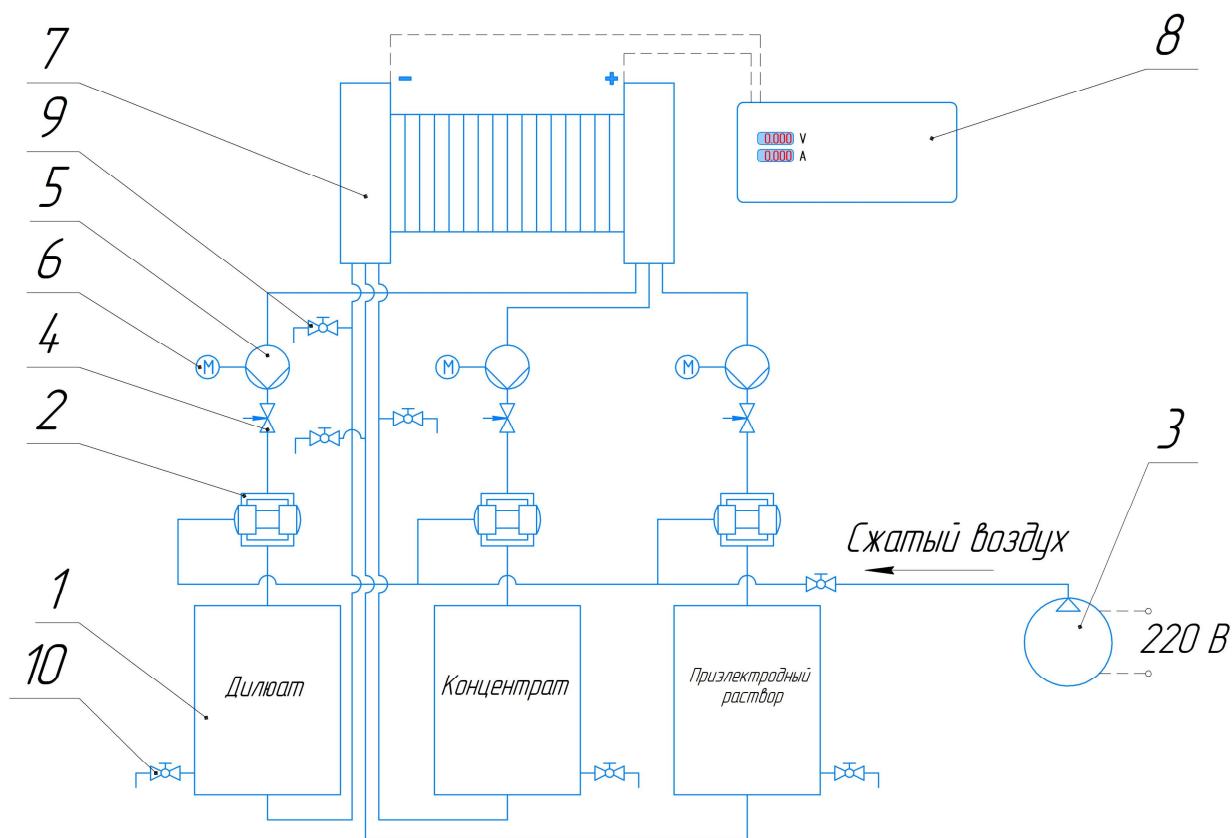 7
9
5
6
4
2
1
10
8
3
-
+
0.000 V
0.000 A
M
M
M
Сжатый воздух
220 В
Дилюат
Концентрат
Приэлектродный
раствор